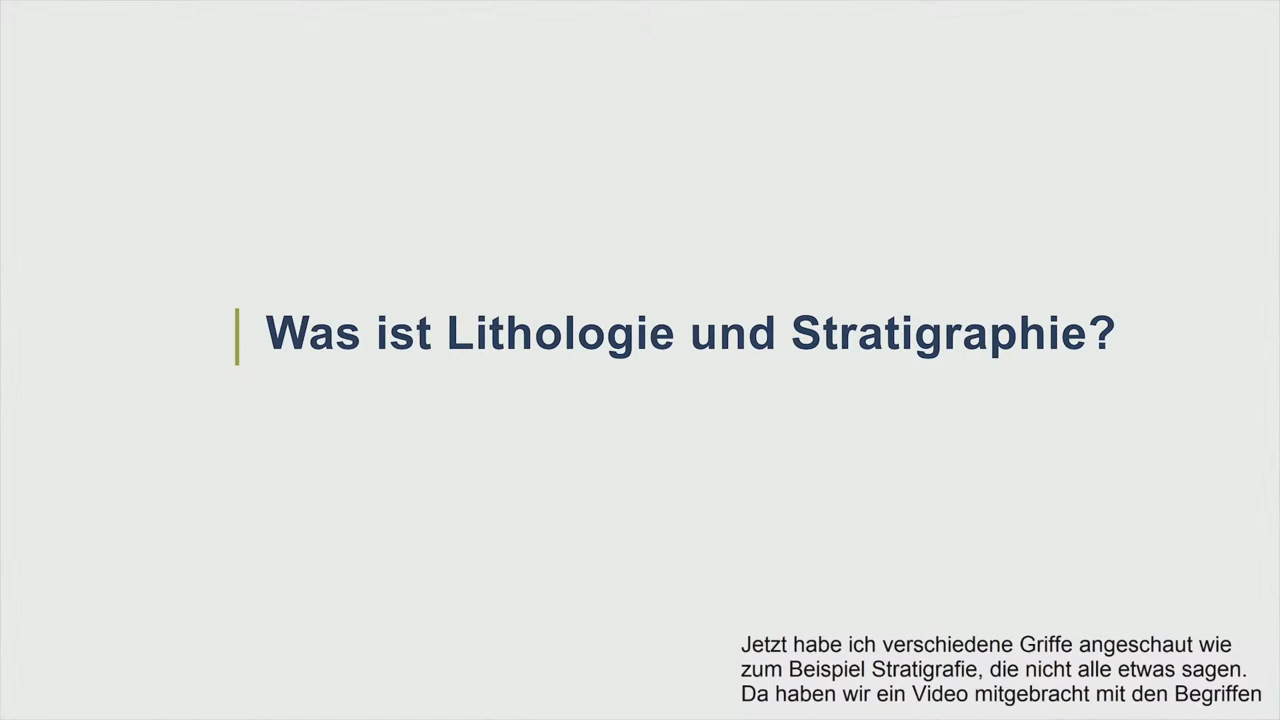 Was ist Lithologie und Stratigraphie?
Jetzt habe ich verschiedene Griffe angeschaut wie
zum Beispiel Stratigrafie, die nicht alle etwas sagen.
Da haben wir ein Video mitgebracht mit den Begriffen